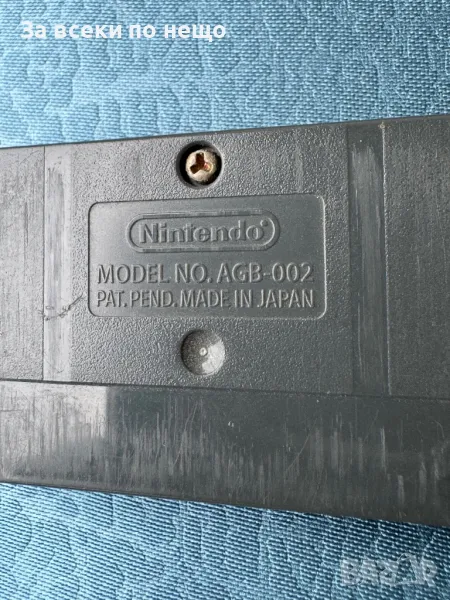 За всеки по нещо
Nintendo
MODEL NO. AGB-002
PAT. PEND. MADE IN JAPAN